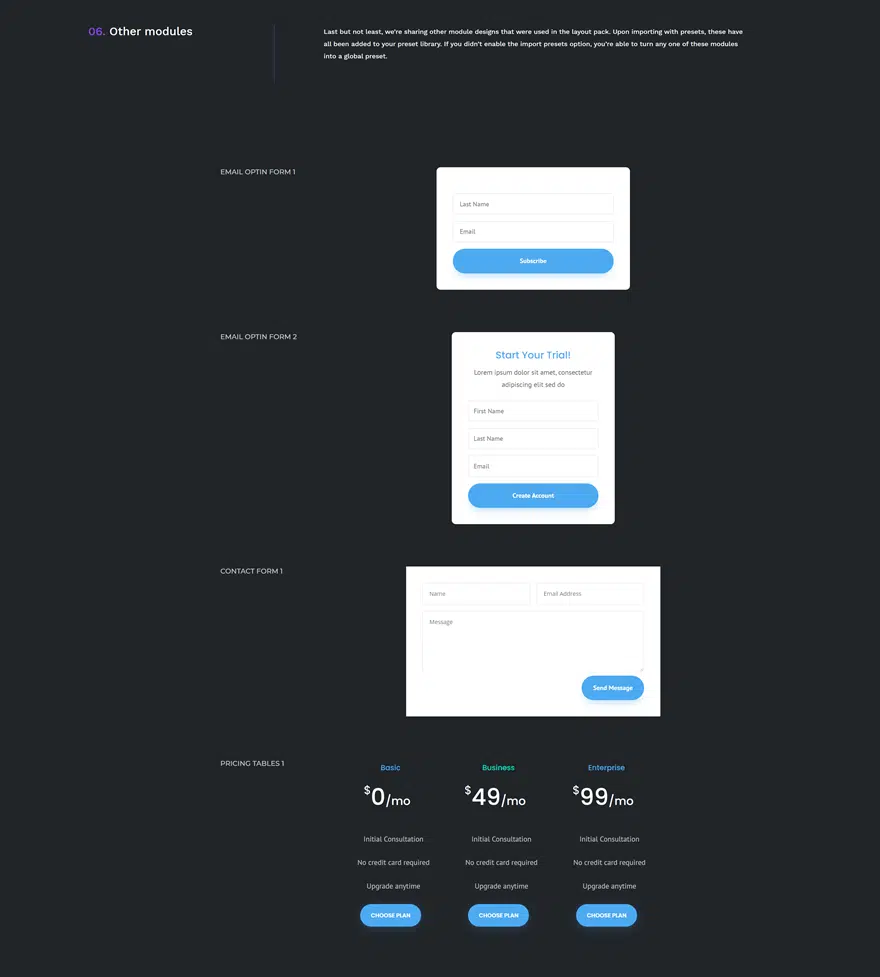 06. Other modules
Last but not least, we're sharing other module designs that were used in the layout pack. Upon importing with presets, these have
all been added to your preset library. If you didn't enable the import presets option, you're able to turn any one of these modules
into a global preset.
EMAIL OPTIN FORM 1
Last Name
Email
Subscribe
EMAIL OPTIN FORM 2
Start Your Trial!
Lorem ipsum dolor sit amet, consectetur
adipiscing elit sed do
First Name
Last Name
Email
Create Account
CONTACT FORM 1
Name
Email Address
Message
Send Message
PRICING TABLES 1
Basic
$0/mo
Initial Consultation
No credit card required
Upgrade anytime
CHOOSE PLAN
Business
$49/mo
Initial Consultation
No credit card required
Upgrade anytime
CHOOSE PLAN
Enterprise
$99/mo
Initial Consultation
No credit card required
Upgrade anytime
CHOOSE PLAN